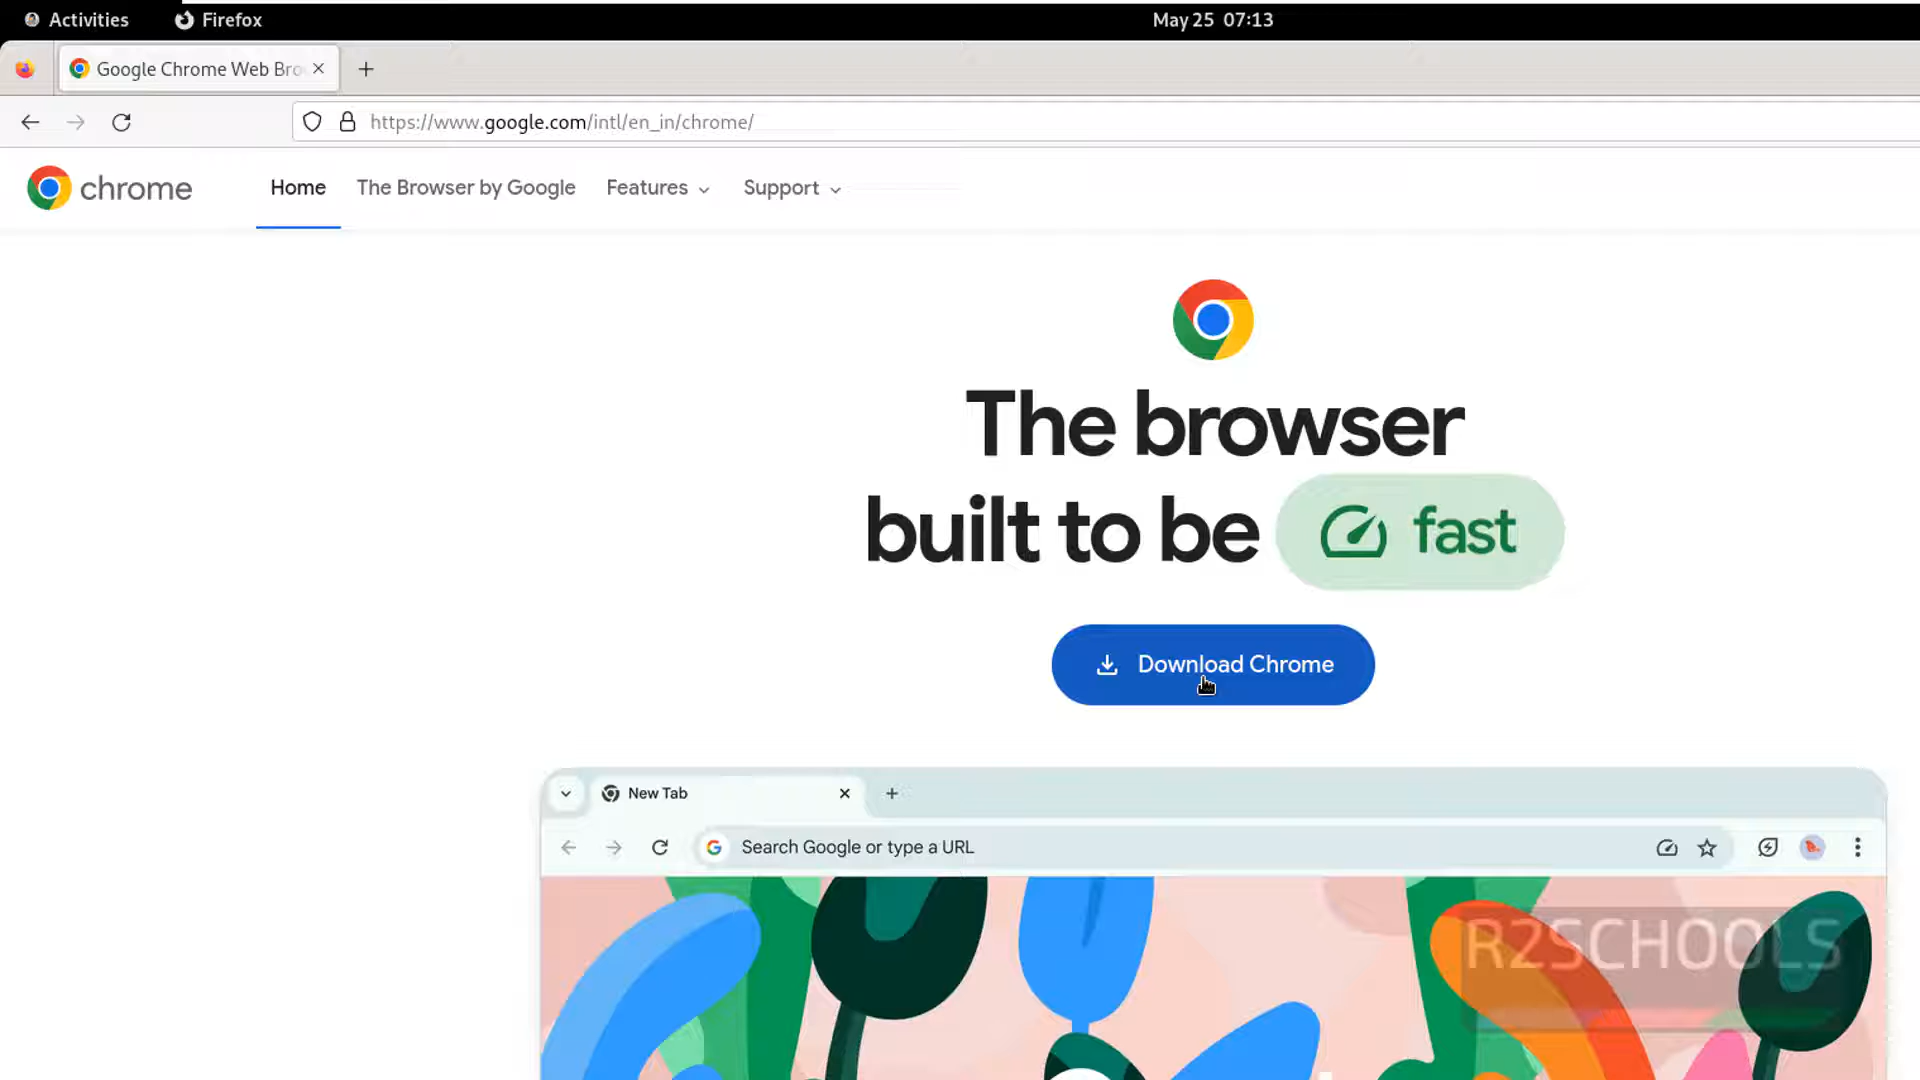 Activities Firefox May 25 07:13
Google Chrome Web Bro
https://www.google.com/intl/en_in/chrome/
chrome Home The Browser by Google Features Support
The browser
built to be fast
Download Chrome
New Tab
Search Google or type a URL
R2SCHOOLS